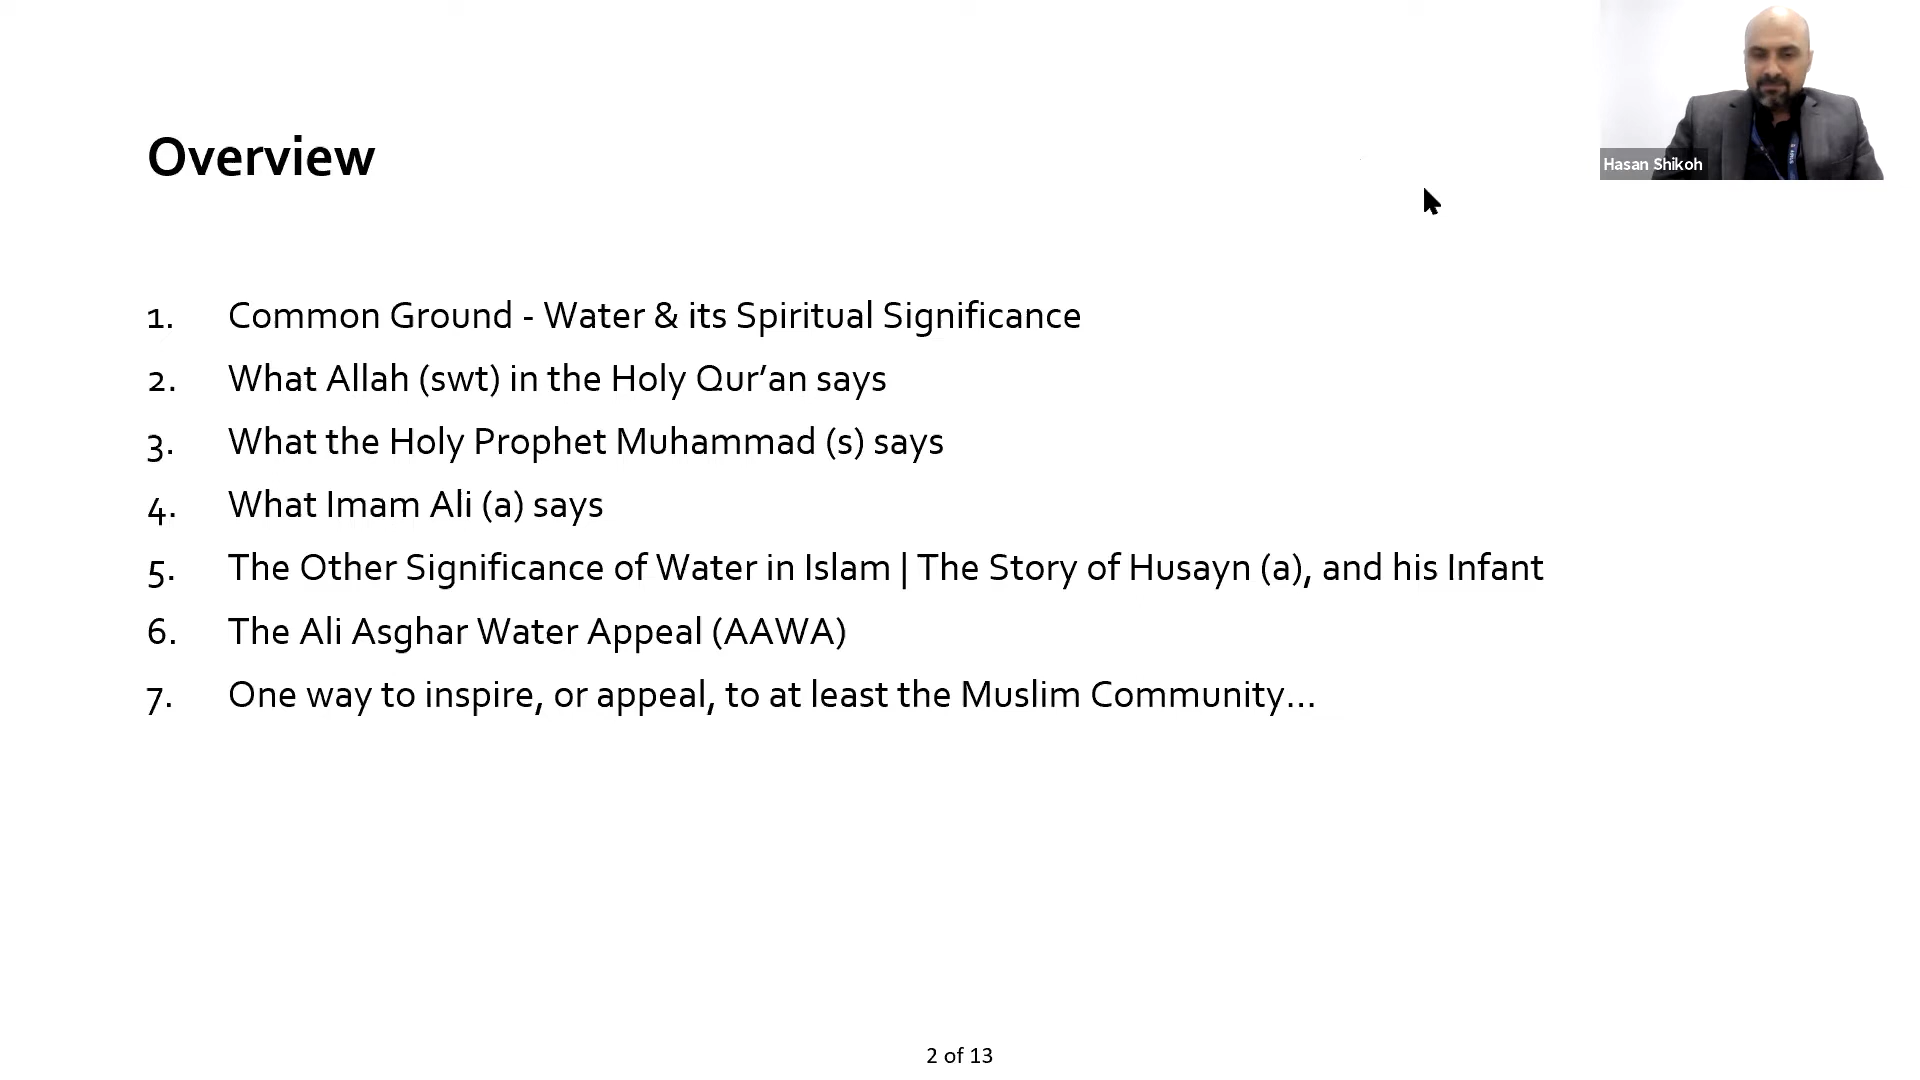 Overview
Hasan Shikoh
1. Common Ground - Water & its Spiritual Significance
2. What Allah (swt) in the Holy Qur’an says
3. What the Holy Prophet Muhammad (s) says
4. What Imam Ali (a) says
5. The Other Significance of Water in Islam | The Story of Husayn (a), and his Infant
6. The Ali Asghar Water Appeal (AAWA)
7. One way to inspire, or appeal, to at least the Muslim Community...
2 of 13